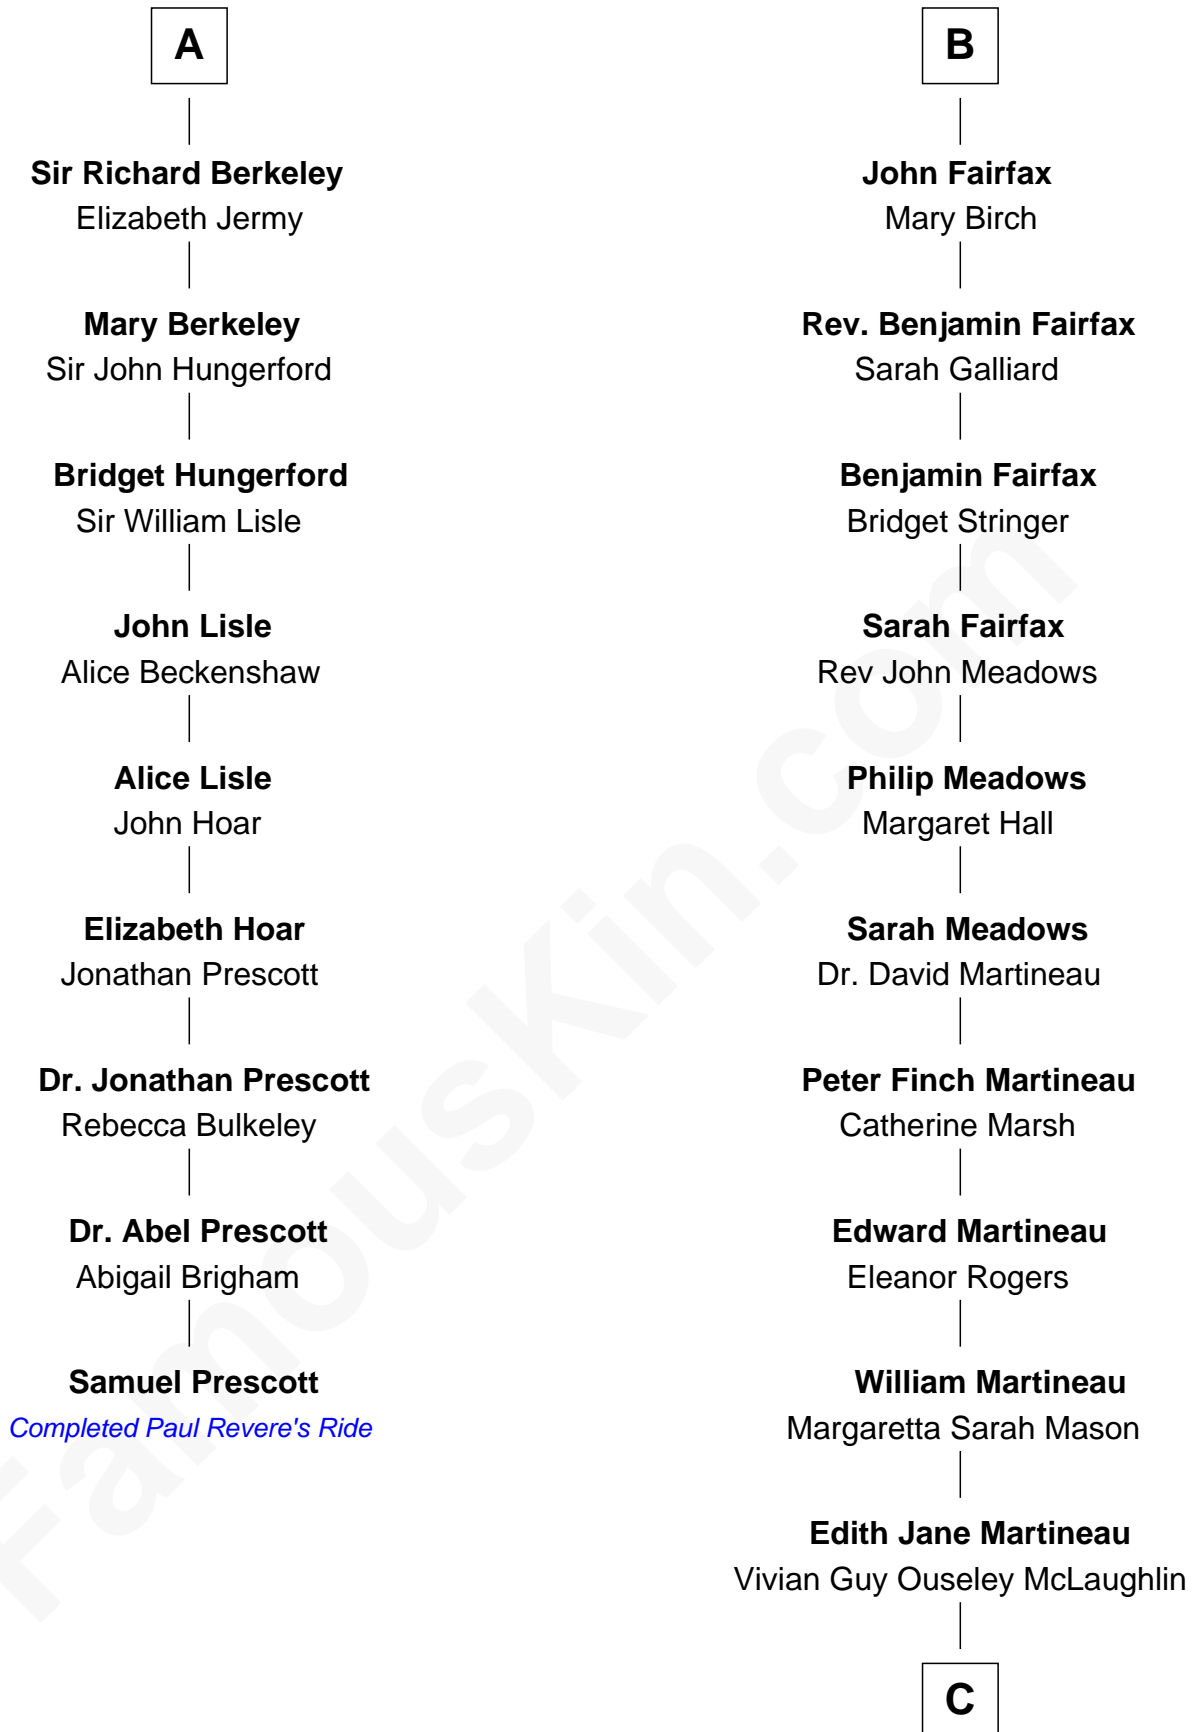 A
Sir Richard Berkeley
Elizabeth Jermy
Mary Berkeley
Sir John Hungerford
Bridget Hungerford
Sir William Lisle
John Lisle
Alice Beckenshaw
Alice Lisle
John Hoar
Elizabeth Hoar
Jonathan Prescott
Dr. Jonathan Prescott
Rebecca Bulkeley
Dr. Abel Prescott
Abigail Brigham
Samuel Prescott
Completed Paul Revere's Ride
B
John Fairfax
Mary Birch
Rev. Benjamin Fairfax
Sarah Galliard
Benjamin Fairfax
Bridget Stringer
Sarah Fairfax
Rev John Meadows
Philip Meadows
Margaret Hall
Sarah Meadows
Dr. David Martineau
Peter Finch Martineau
Catherine Marsh
Edward Martineau
Eleanor Rogers
William Martineau
Margaretta Sarah Mason
Edith Jane Martineau
Vivian Guy Ouseley McLaughlin
C
FamousKin.com